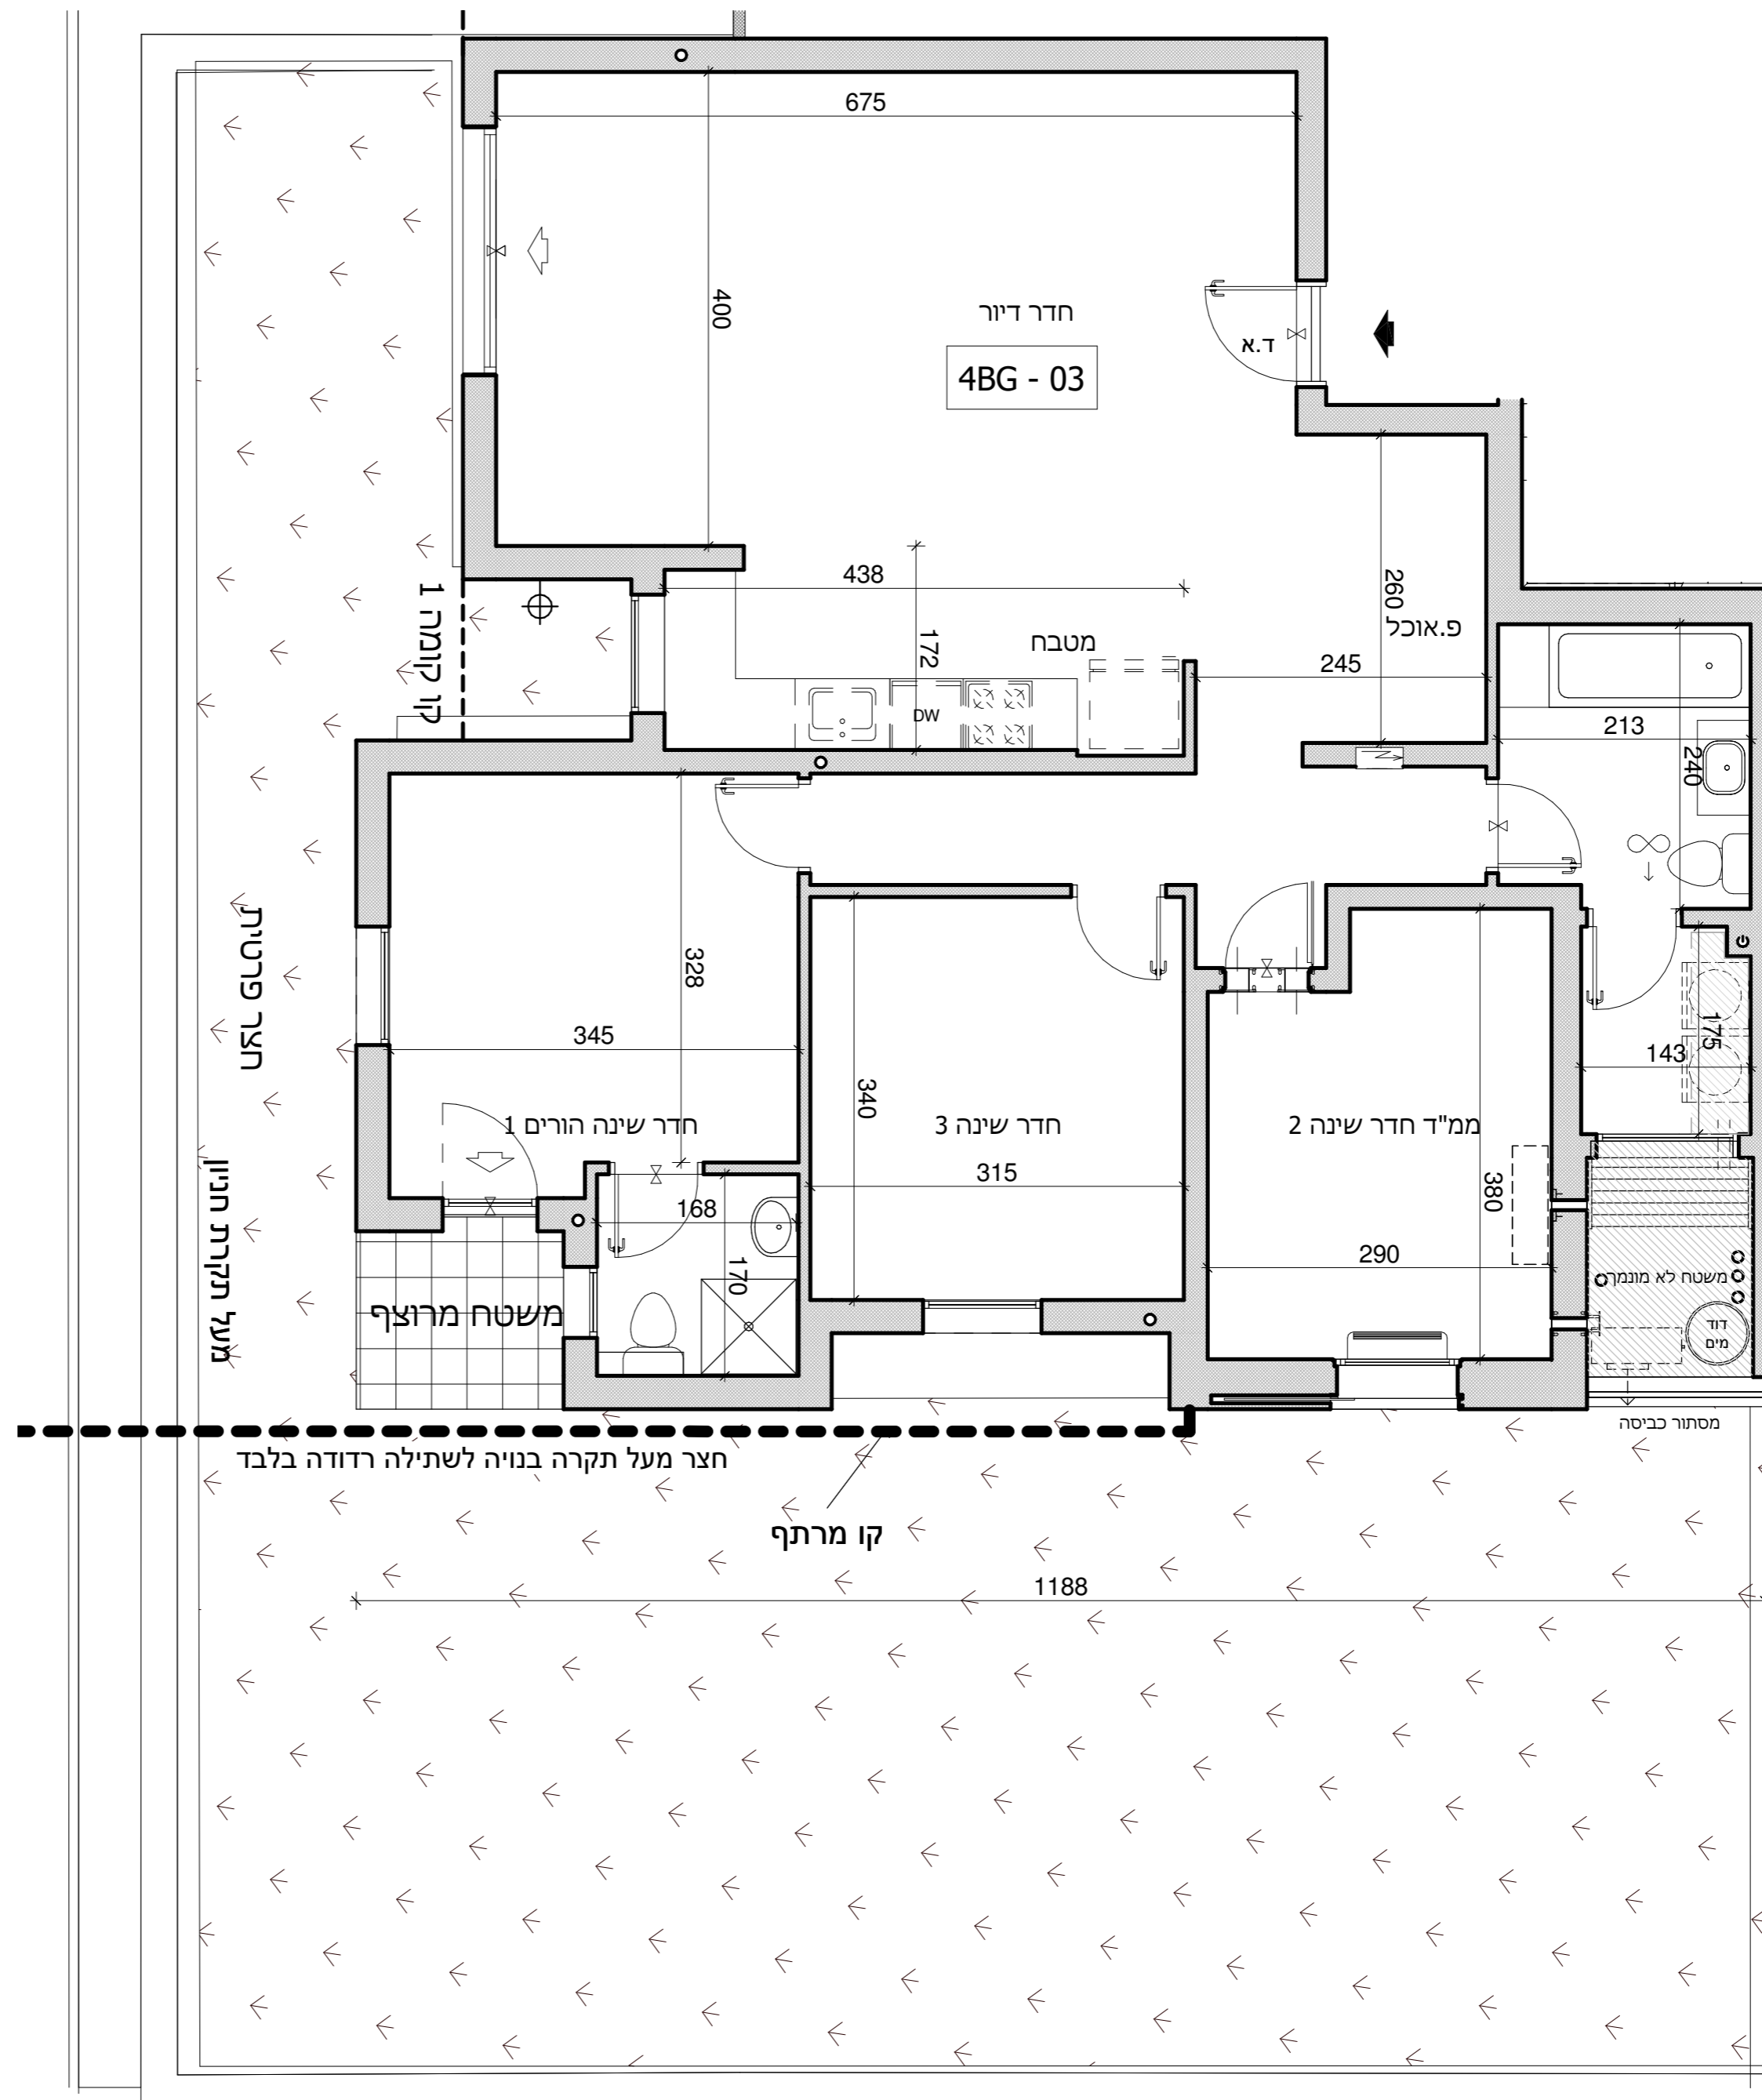 675
400
חדר דיור
4BG - 03
ד.א
438
172
מטבח
260
פ.אוכל
245
DW
קו קומה 1
213
240
חצר פרטית
328
345
חדר שינה הורים 1
340
חדר שינה 3
315
ממ"ד חדר שינה 2
380
290
175
143
מעל תקרת חניון
168
170
משטח מרוצף
משטח לא מונמך
דוד
מים
מסתור כביסה
חצר מעל תקרה בנויה לשתילה רדודה בלבד
קו מרתף
1188